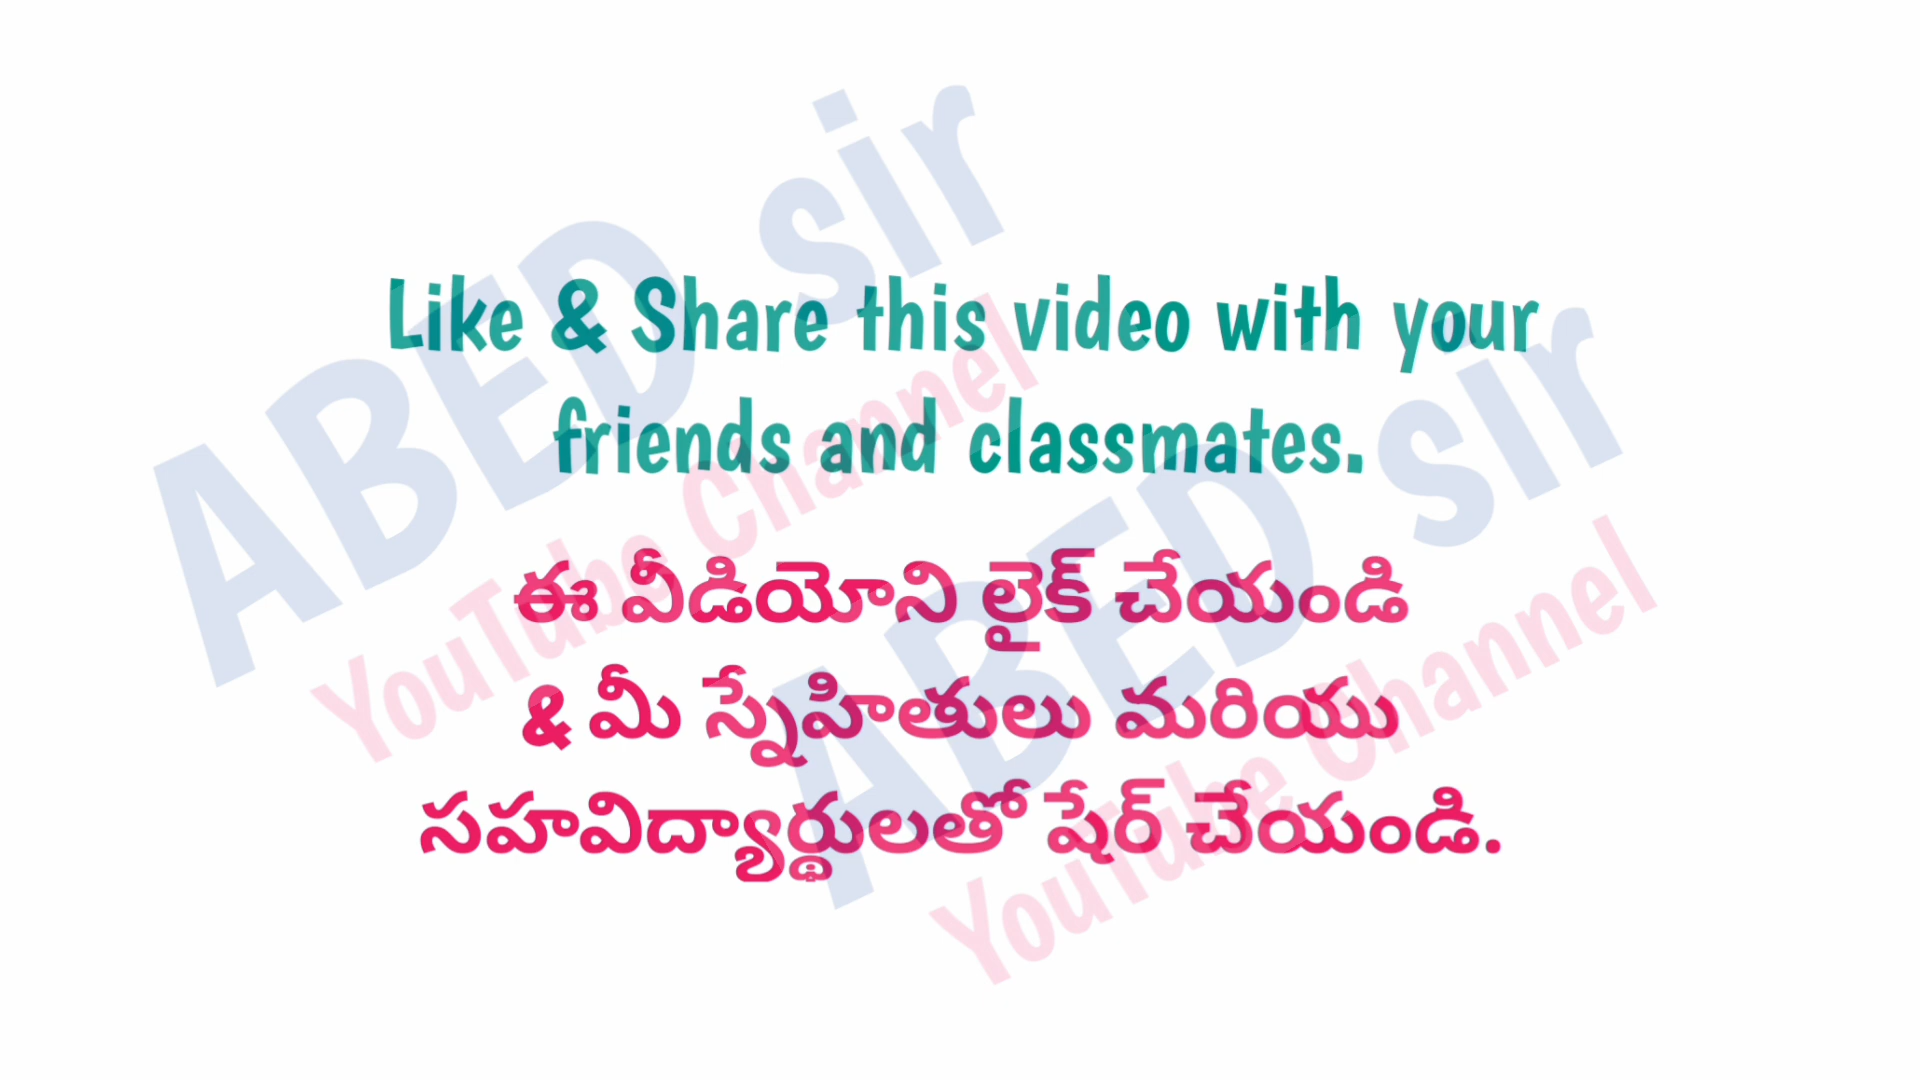 Like & Share this video with your
friends and classmates.
ఈ వీడియోని లైక్ చేయండి
& మీ స్నేహితులు మరియు
సహవిద్యార్థులతో షేర్ చేయండి.
ABED sir
YouTube Channel
ABED sir
YouTube Channel